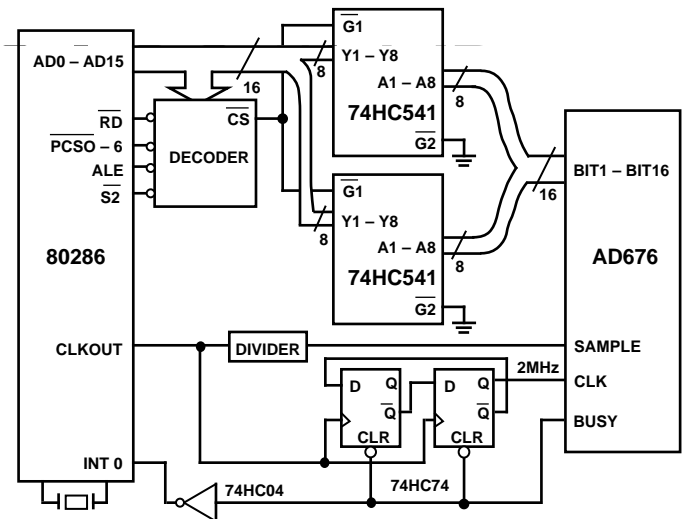 G1
AD0 – AD15
Y1 – Y8
8
16
A1 – A8
8
74HC541
G2
RD
CS
PCSO – 6
DECODER
ALE
S2
BIT1 – BIT16
16
G1
Y1 – Y8
8
A1 – A8
8
74HC541
G2
80286
AD676
CLKOUT
DIVIDER
SAMPLE
2MHz
CLK
D
Q
Q
CLR
D
Q
Q
CLR
BUSY
INT 0
74HC04
74HC74